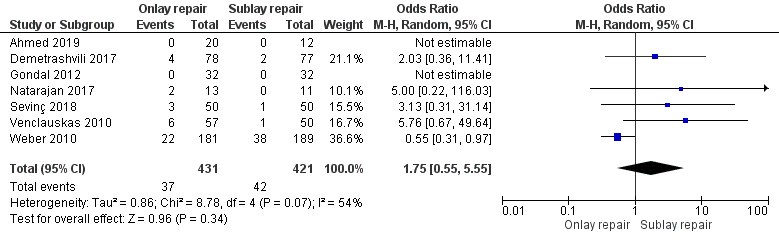 Onlay repair Sublay repair Odds Ratio Odds Ratio
Study or Subgroup Events Total Events Total Weight M-H, Random, 95% CI M-H, Random, 95% CI
Ahmed 2019 0 20 0 12 Not estimable
Demetrashvili 2017 4 78 2 77 21.1% 2.03 [0.36, 11.41]
Gondal 2012 0 32 0 32 Not estimable
Natarajan 2017 2 13 0 11 10.1% 5.00 [0.22, 116.03]
Sevinç 2018 3 50 1 50 15.5% 3.13 [0.31, 31.14]
Venclauskas 2010 6 57 1 50 16.7% 5.76 [0.67, 49.64]
Weber 2010 22 181 38 189 36.6% 0.55 [0.31, 0.97]
Total (95% CI) 431 421 100.0% 1.75 [0.55, 5.55]
Total events 37 42
Heterogeneity: Tau² = 0.86; Chi² = 8.78, df = 4 (P = 0.07); I² = 54%
Test for overall effect: Z = 0.96 (P = 0.34)
0.01 0.1 1 10 100
Onlay repair Sublay repair